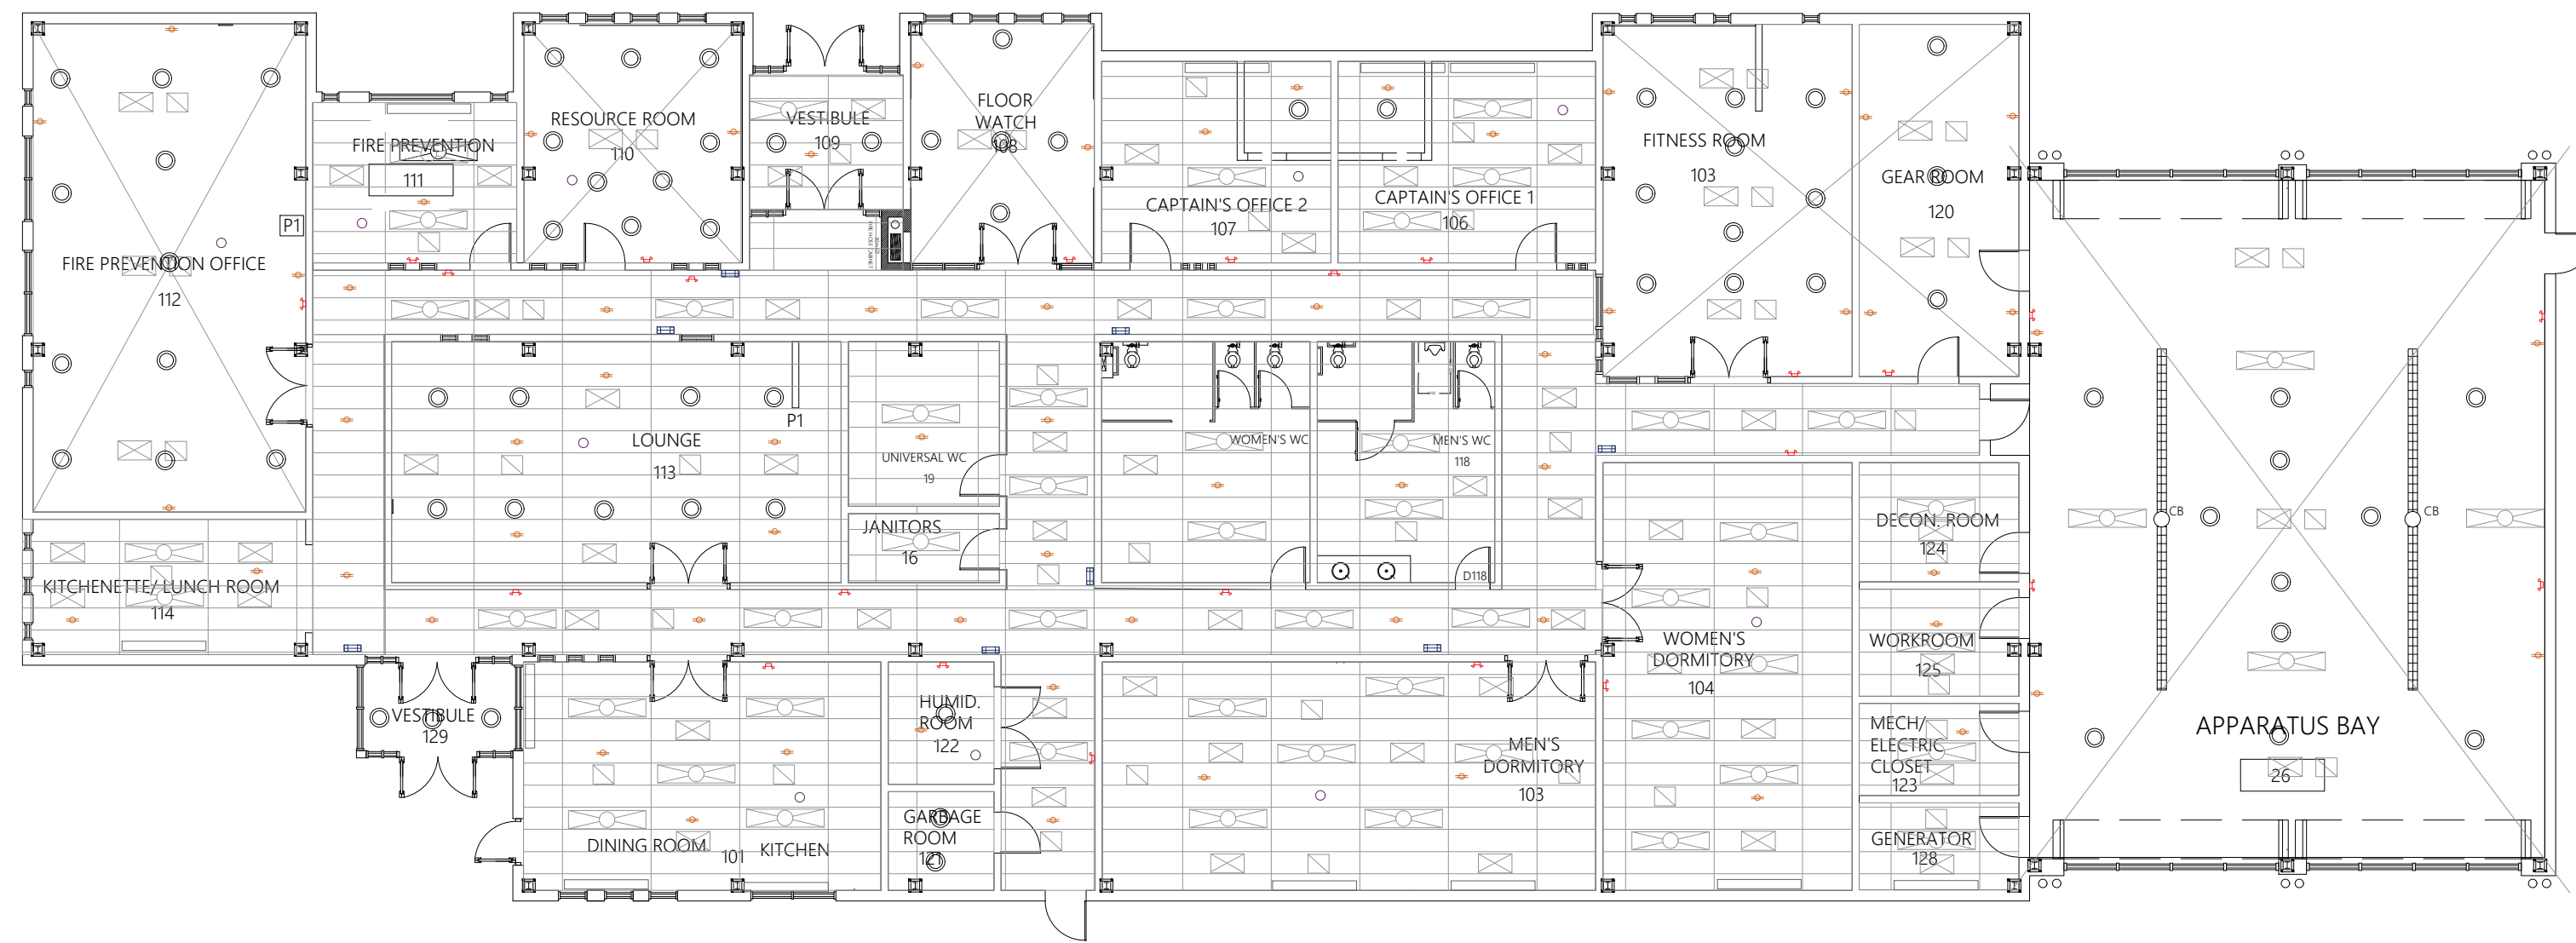 FIRE PREVENTION
111
RESOURCE ROOM
110
VESTIBULE
109
FLOOR
WATCH
108
CAPTAIN'S OFFICE 2
107
CAPTAIN'S OFFICE 1
106
FITNESS ROOM
103
GEAR ROOM
120
P1
FIRE PREVENTION OFFICE
112
LOUNGE
113
P1
UNIVERSAL WC
19
JANITORS
16
WOMEN'S WC
MEN'S WC
118
D118
KITCHENETTE/ LUNCH ROOM
114
DECON. ROOM
124
WORKROOM
125
WOMEN'S
DORMITORY
104
MECH/
ELECTRIC
CLOSET
123
GENERATOR
128
CB
CB
APPARATUS BAY
26
VESTIBULE
129
HUMID.
ROOM
122
GARBAGE
ROOM
121
MEN'S
DORMITORY
103
DINING ROOM
101
KITCHEN